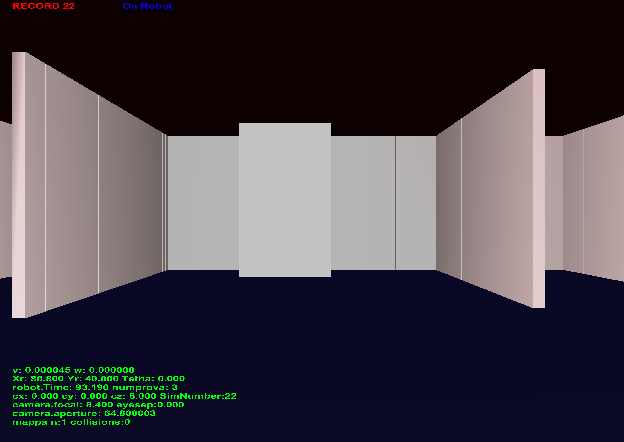 RECORD 22 On Robot
v: 0.000045 w: 0.000000
Xr: 80.800 Yr: 40.000 Tetha: 0.000
robot.Time: 93.190 numprova: 3
cx: 0.000 cy: 0.000 cz: 6.000 SimNumber:22
camera.focal: 8.400 eyesep:0.000
camera.aperture: 64.600003
mappa n:1 collisions:0